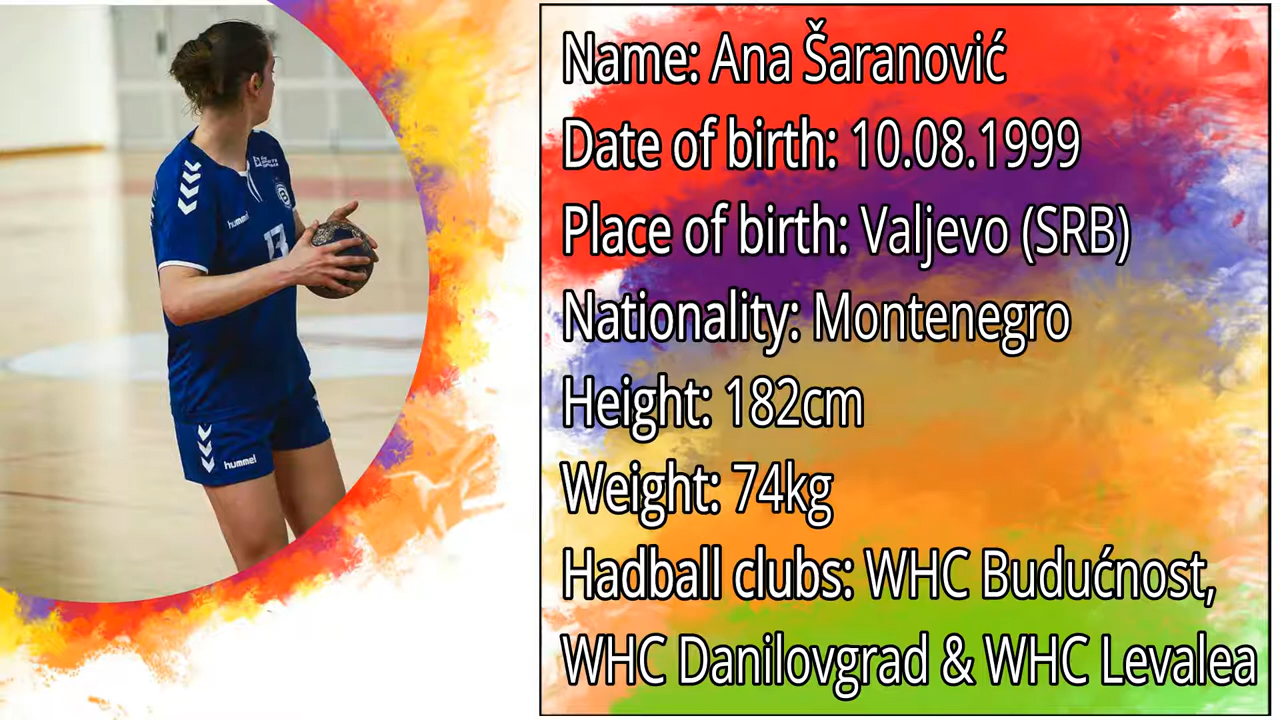 Name: Ana Šaranović
Date of birth: 10.08.1999
Place of birth: Valjevo (SRB)
Nationality: Montenegro
Height: 182cm
Weight: 74kg
Hadball clubs: WHC Budućnost,
WHC Danilovgrad & WHC Levalea
hummel
13
hummel